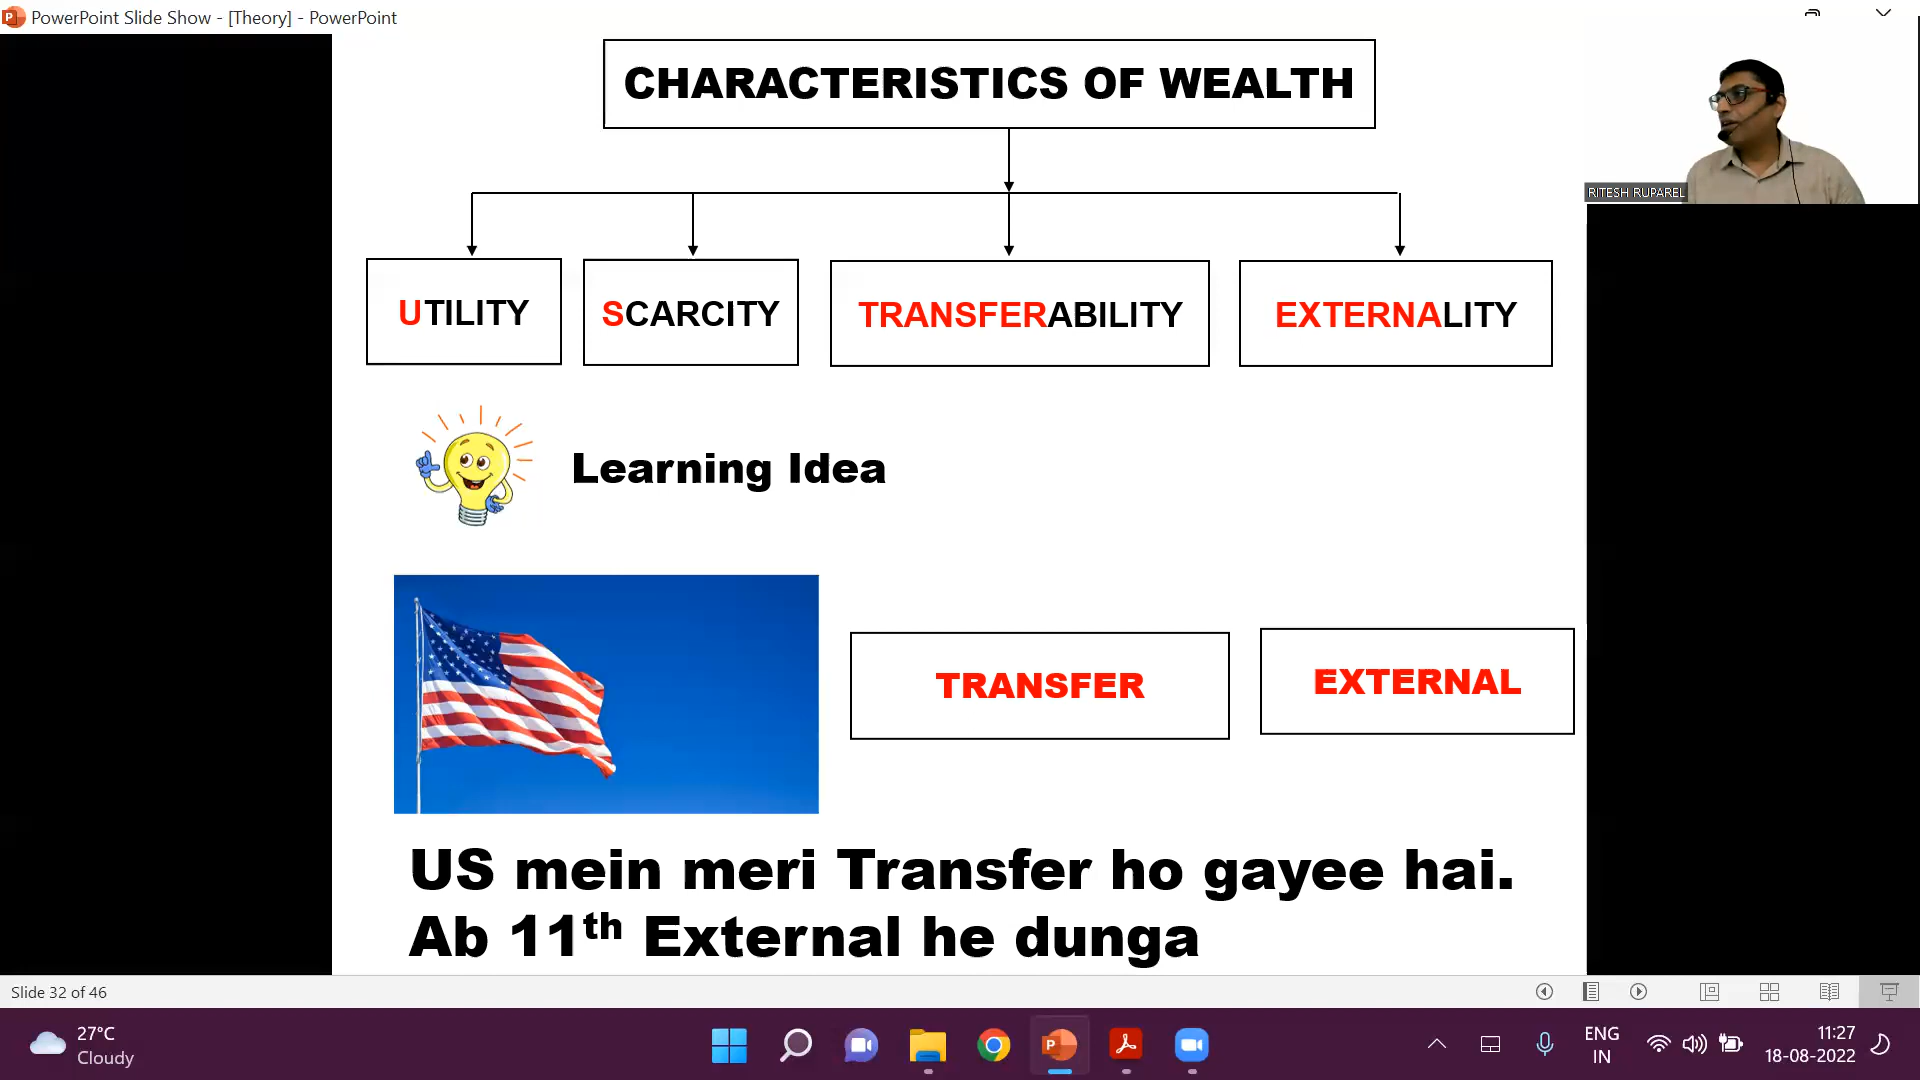 PowerPoint Slide Show - [Theory] - PowerPoint
CHARACTERISTICS OF WEALTH
RITESH RUPAREL
UTILITY
SCARCITY
TRANSFERABILITY
EXTERNALITY
Learning Idea
TRANSFER
EXTERNAL
US mein meri Transfer ho gayee hai.
Ab 11th External he dunga
Slide 32 of 46
27°C
Cloudy
ENG
IN
11:27
18-08-2022